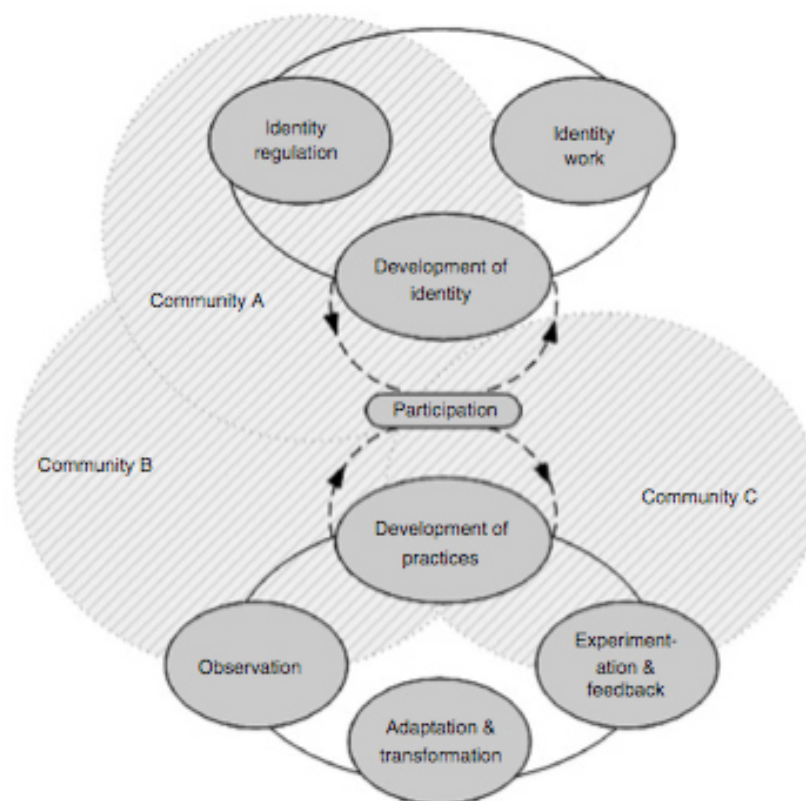 Identity
regulation
Identity
work
Development of
identity
Community A
Participation
Community B
Community C
Development of
practices
Observation
Experiment-
ation &
feedback
Adaptation &
transformation